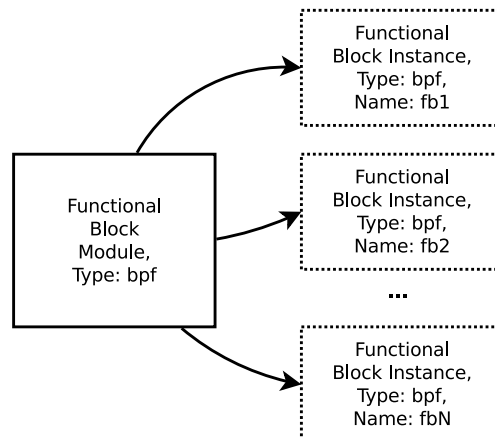 Functional
Block Instance,
Type: bpf,
Name: fb1
Functional
Block
Module,
Type: bpf
Functional
Block Instance,
Type: bpf,
Name: fb2
...
Functional
Block Instance,
Type: bpf,
Name: fbN